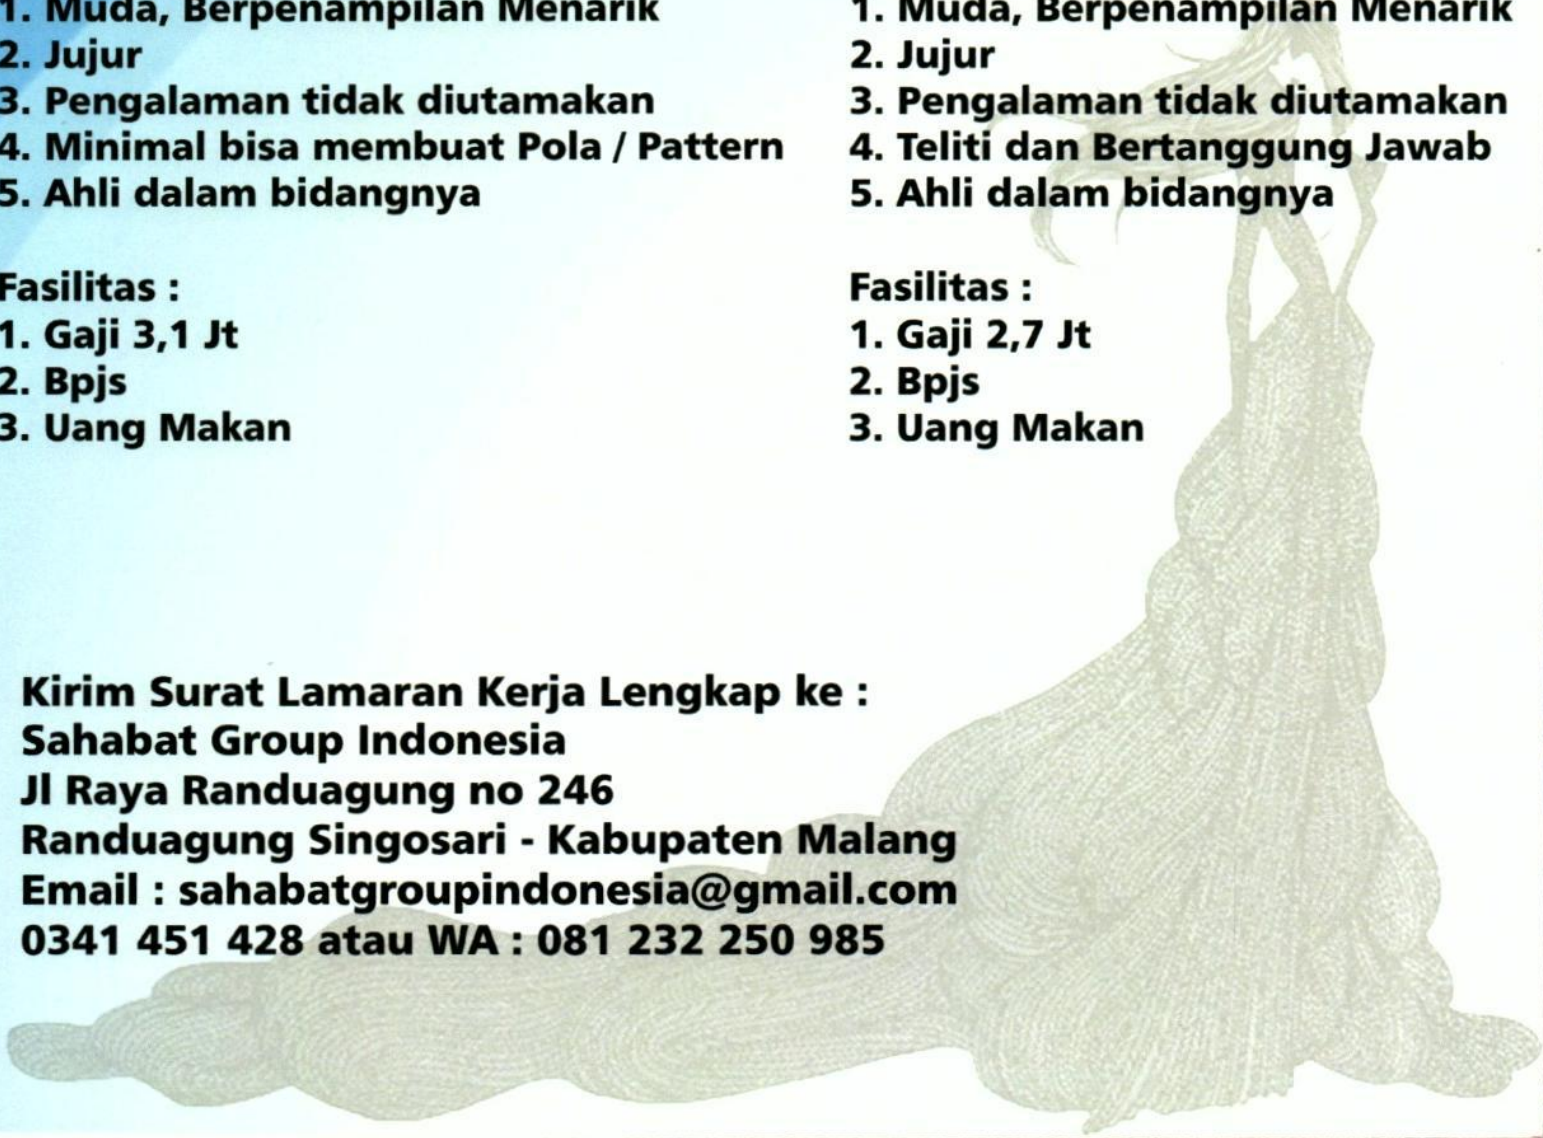 1. Muda, Berpenampilan Menarik
2. Jujur
3. Pengalaman tidak diutamakan
4. Minimal bisa membuat Pola / Pattern
5. Ahli dalam bidangnya
Fasilitas :
1. Gaji 3,1 Jt
2. Bpjs
3. Uang Makan
1. Muda, Berpenampilan Menarik
2. Jujur
3. Pengalaman tidak diutamakan
4. Teliti dan Bertanggung Jawab
5. Ahli dalam bidangnya
Fasilitas :
1. Gaji 2,7 Jt
2. Bpjs
3. Uang Makan
Kirim Surat Lamaran Kerja Lengkap ke :
Sahabat Group Indonesia
Jl Raya Randuagung no 246
Randuagung Singosari - Kabupaten Malang
Email : sahabatgroupindonesia@gmail.com
0341 451 428 atau WA : 081 232 250 985